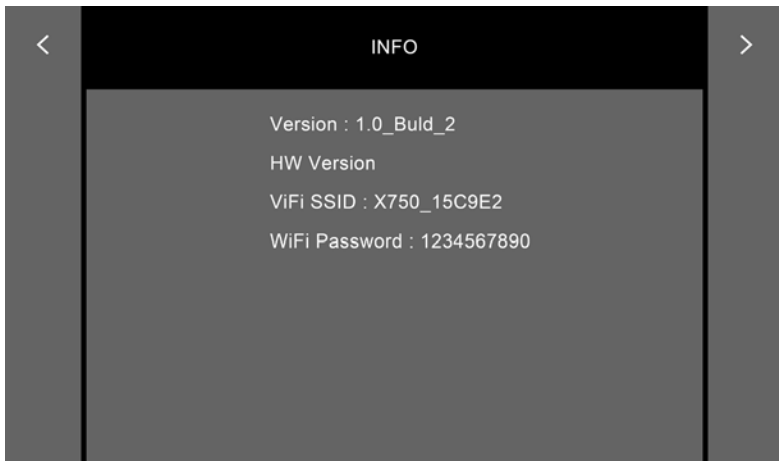 INFO
Version : 1.0_Buld_2
HW Version
ViFi SSID : X750_15C9E2
WiFi Password : 1234567890